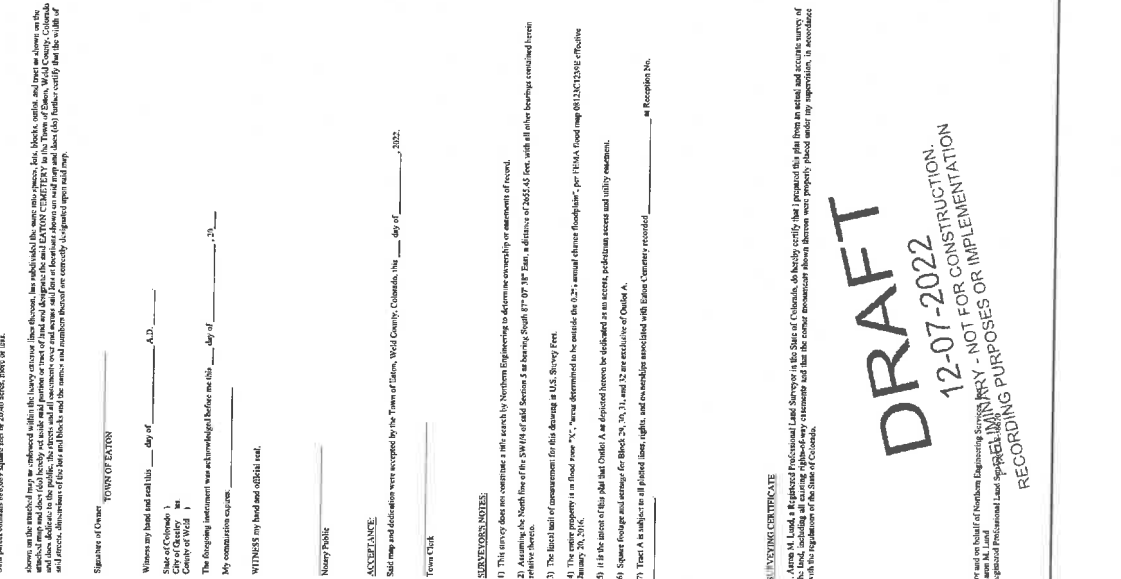 shown on the attached map as embraced within the heavy exterior lines thereon, has subdivided the same into spaces, lots, blocks, outlot, and tract as shown on the
attached map and does (do) hereby set aside said portion or tract of land and designate the said EATON CEMETERY to the Town of Eaton, Weld County, Colorado
and does dedicate to the public, the streets and all easements over and across said lots at locations shown on said map and does (do) further certify that the width of
said streets, dimensions of the lots and blocks and the names and numbers thereof are correctly designated upon said map.
Signature of Owner
TOWN OF EATON
Witness my hand and seal this ____ day of ____________ A.D. ________
State of Colorado )
City of Greeley )ss
County of Weld )
The foregoing instrument was acknowledged before me this ____ day of ____________, 20___
My commission expires: ____________
WITNESS my hand and official seal.
Notary Public
ACCEPTANCE:
Said map and dedication were accepted by the Town of Eaton, Weld County, Colorado, this ____ day of ____________, 2022.
Town Clerk
SURVEYOR'S NOTES:
1) This survey does not constitute a title search by Northern Engineering to determine ownership or easements of record.
2) Assuming the North line of the SW1/4 of said Section 5 as bearing South 87° 07' 38" East, a distance of 2655.45 feet, with all other bearings contained herein
relative thereto.
3) The lineal unit of measurement for this drawing is U.S. Survey Feet.
4) The entire property is in flood zone "X", "areas determined to be outside the 0.2% annual chance floodplain", per FEMA flood map 08123C1239E effective
January 20, 2016.
5) it is the intent of this plat that Outlot A as depicted hereon be dedicated as an access, pedestrian access and utility easement.
6) Square footage and acreage for Block 29, 30, 31, and 32 are exclusive of Outlot A.
7) Tract A is subject to all platted lines, rights, and ownerships associated with Eaton Cemetery recorded ____________ at Reception No.
____________
SURVEYING CERTIFICATE
Aaron M. Lund, a Registered Professional Land Surveyor in the State of Colorado, do hereby certify that I prepared this plat from an actual and accurate survey of
the land, including all existing rights-of-way easements and that the corner monuments shown thereon were properly placed under my supervision, in accordance
with the regulations of the State of Colorado.
DRAFT
12-07-2022
PRELIMINARY - NOT FOR CONSTRUCTION.
RECORDING PURPOSES OR IMPLEMENTATION
and on behalf of Northern Engineering Services,
Aaron M. Lund
Registered Professional Land